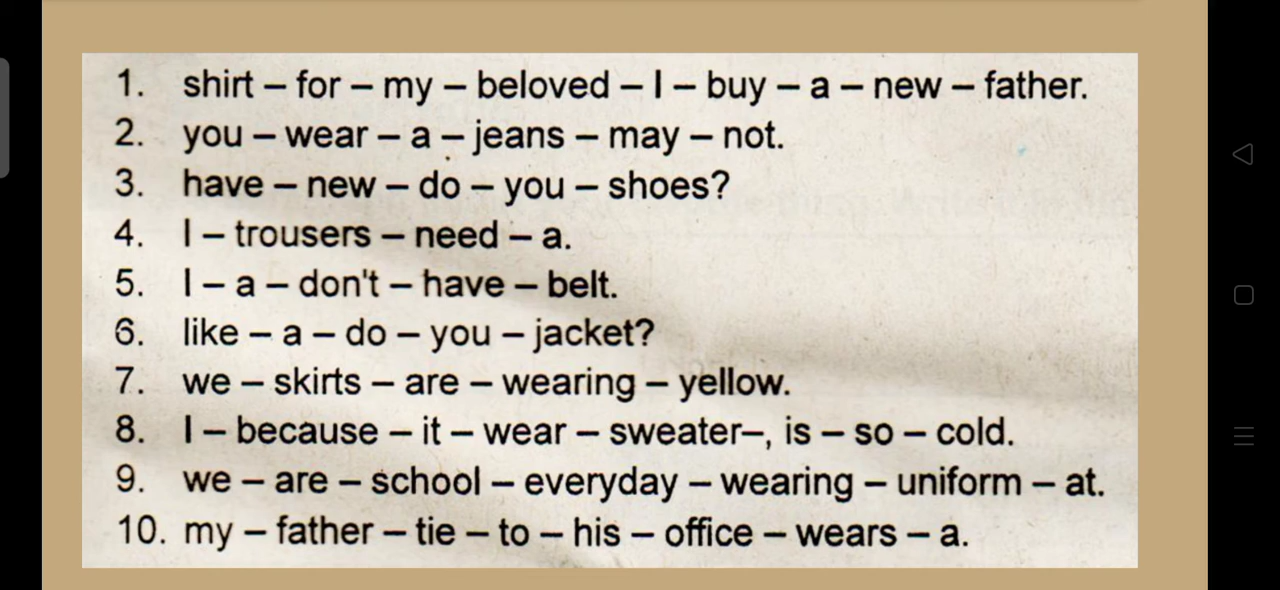 1. shirt – for – my – beloved – I – buy – a – new – father.
2. you – wear – a – jeans – may – not.
3. have – new – do – you – shoes?
4. I – trousers – need – a.
5. I – a – don't – have – belt.
6. like – a – do – you – jacket?
7. we – skirts – are – wearing – yellow.
8. I – because – it – wear – sweater–, is – so – cold.
9. we – are – school – everyday – wearing – uniform – at.
10. my – father – tie – to – his – office – wears – a.